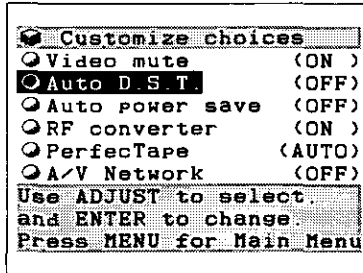 Customize choices
Video mute (ON )
Auto D.S.T. (OFF)
Auto power save (OFF)
RF converter (ON )
PerfecTape (AUTO)
A/V Network (OFF)
Use ADJUST to select.
and ENTER to change.
Press MENU for Main Menu